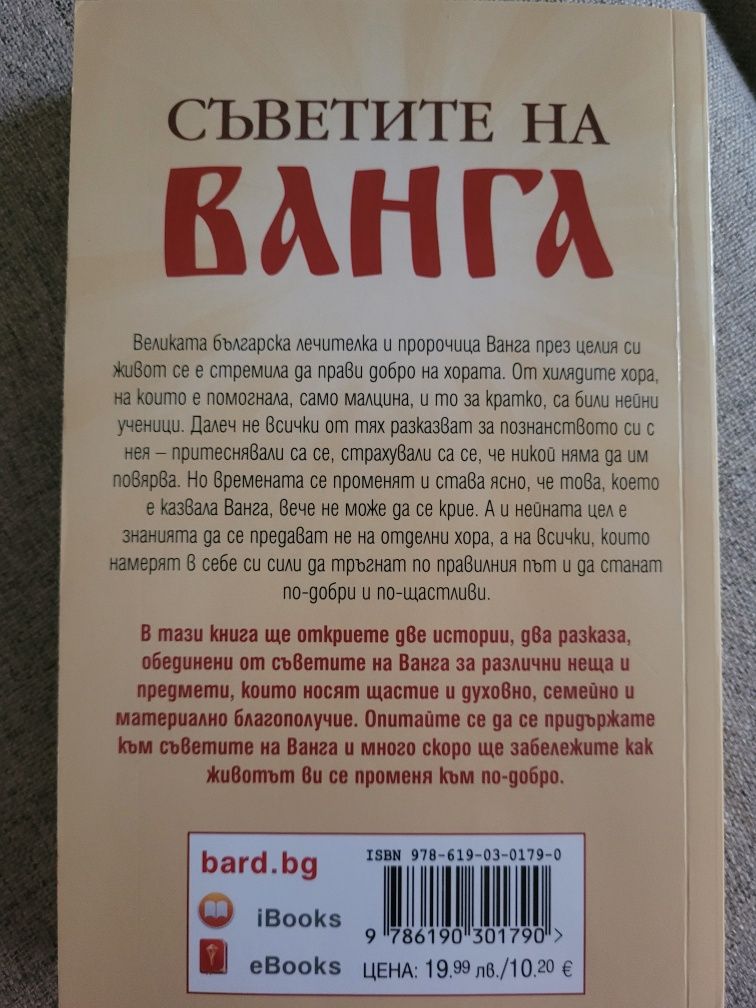 СЪВЕТИТЕ НА
ВАНГА
Великата българска лечителка и пророчица Ванга през целия си
живот се е стремила да прави добро на хората. От хилядите хора,
на които е помогнала, само малцина, и то за кратко, са били нейни
ученици. Далеч не всички от тях разказват за познанството си с
нея – притеснявали са се, страхували са се, че никой няма да им
повярва. Но времената се променят и става ясно, че това, което
е казвала Ванга, вече не може да се крие. А и нейната цел е
знанията да се предават не на отделни хора, а на всички, които
намерят в себе си сили да тръгнат по правилния път и да станат
по-добри и по-щастливи.
В тази книга ще откриете две истории, два разказа,
обединени от съветите на Ванга за различни неща и
предмети, които носят щастие и духовно, семейно и
материално благополучие. Опитайте се да се придържате
към съветите на Ванга и много скоро ще забележите как
животът ви се променя към по-добро.
bard.bg
iBooks
eBooks
ISBN 978-619-03-0179-0
9 786190 301790 >
ЦЕНА: 19.99 лв./10.20 €